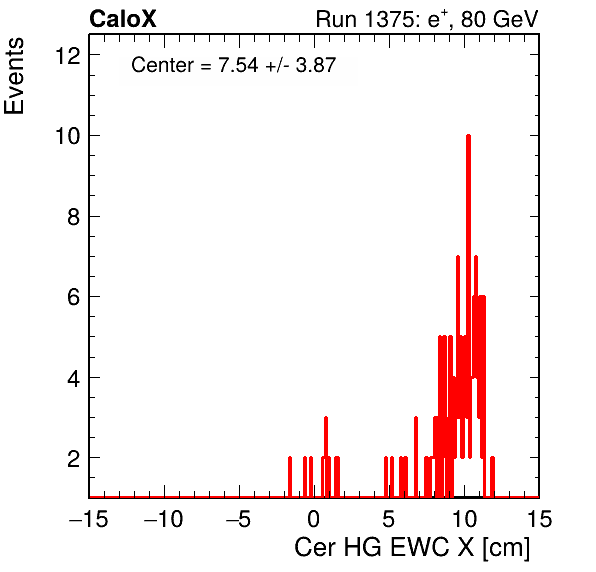 CaloX Run 1375: e⁺, 80 GeV
Center = 7.54 +/- 3.87
Events
12
10
8
6
4
2
−15 −10 −5 0 5 10 15
Cer HG EWC X [cm]